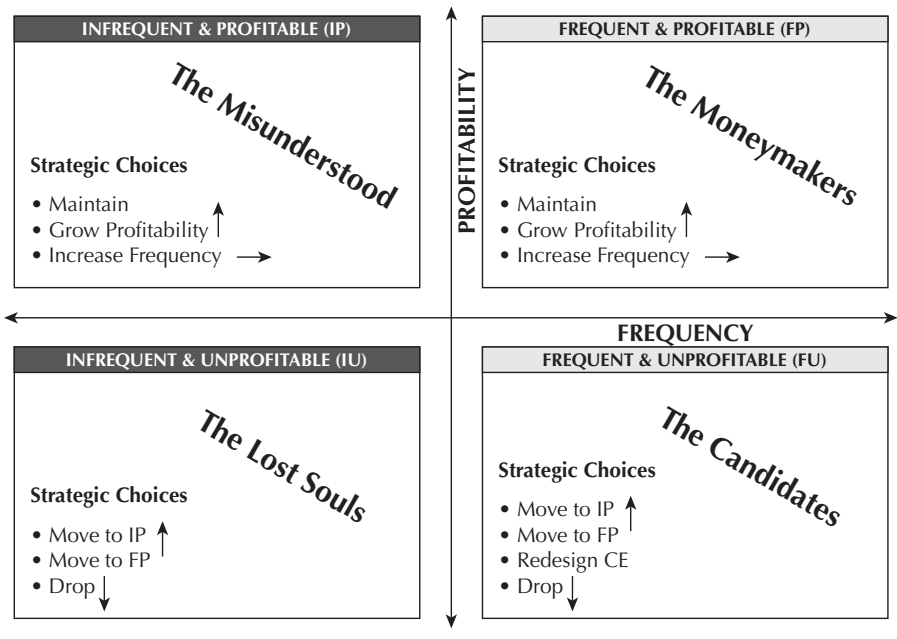 INFREQUENT & PROFITABLE (IP)
The Misunderstood
Strategic Choices
• Maintain
• Grow Profitability
• Increase Frequency
PROFITABILITY
FREQUENT & PROFITABLE (FP)
The Moneymakers
Strategic Choices
• Maintain
• Grow Profitability
• Increase Frequency
FREQUENCY
INFREQUENT & UNPROFITABLE (IU)
The Lost Souls
Strategic Choices
• Move to IP
• Move to FP
• Drop
FREQUENT & UNPROFITABLE (FU)
The Candidates
Strategic Choices
• Move to IP
• Move to FP
• Redesign CE
• Drop